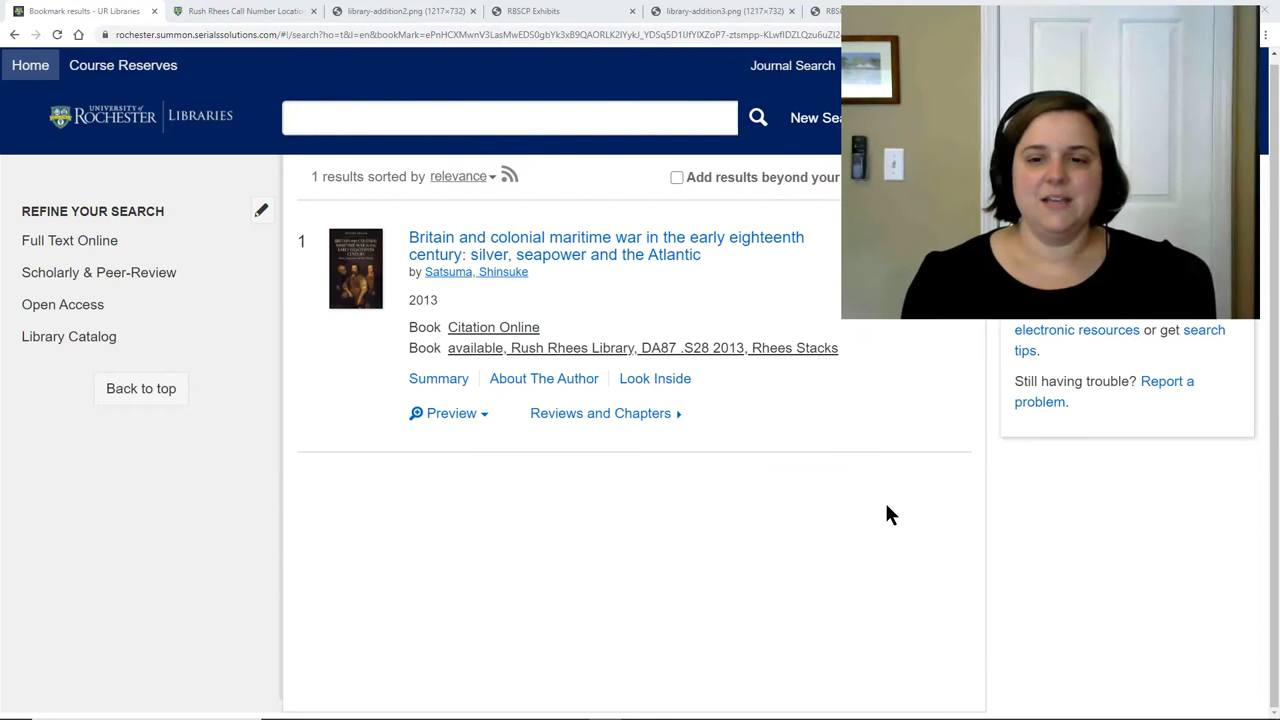 Bookmark results - UR Libraries
Rush Rhees Call Number Locatio
library-addition2.png (1217×732)
RBSCP Exhibits
library-addition3.png (1217×732)
RBS
Home
Course Reserves
Journal Search
UNIVERSITY of
ROCHESTER
LIBRARIES
New Sea
1 results sorted by relevance
Add results beyond your
REFINE YOUR SEARCH
Full Text Online
Scholarly & Peer-Review
Open Access
Library Catalog
Back to top
1
Britain and colonial maritime war in the early eighteenth
century: silver, seapower and the Atlantic
by Satsuma, Shinsuke
2013
Book Citation Online
Book available, Rush Rhees Library, DA87 .S28 2013, Rhees Stacks
Summary
About The Author
Look Inside
Preview
Reviews and Chapters
electronic resources or get search
tips.
Still having trouble? Report a
problem.